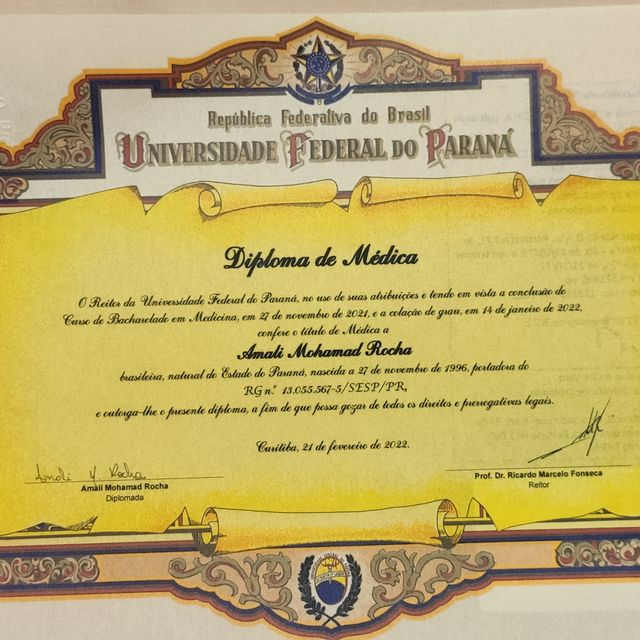 República Federativa do Brasil
UNIVERSIDADE FEDERAL DO PARANÁ
Diploma de Médica
O Reitor da Universidade Federal do Paraná, no uso de suas atribuições e tendo em vista a conclusão do
Curso de Bacharelado em Medicina, em 27 de novembro de 2021, e a colação de grau, em 14 de janeiro de 2022,
confere o título de Médica a
Amali Mohamad Rocha
brasileira, natural do Estado do Paraná, nascida a 27 de novembro de 1996, portadora do
RG n.º 13.055.567-5/SESP/PR,
e outorga-lhe o presente diploma, a fim de que possa gozar de todos os direitos e prerrogativas legais.
Curitiba, 21 de fevereiro de 2022.
Amali M. Rocha
Amàli Mohamad Rocha
Diplomada
Prof. Dr. Ricardo Marcelo Fonseca
Reitor